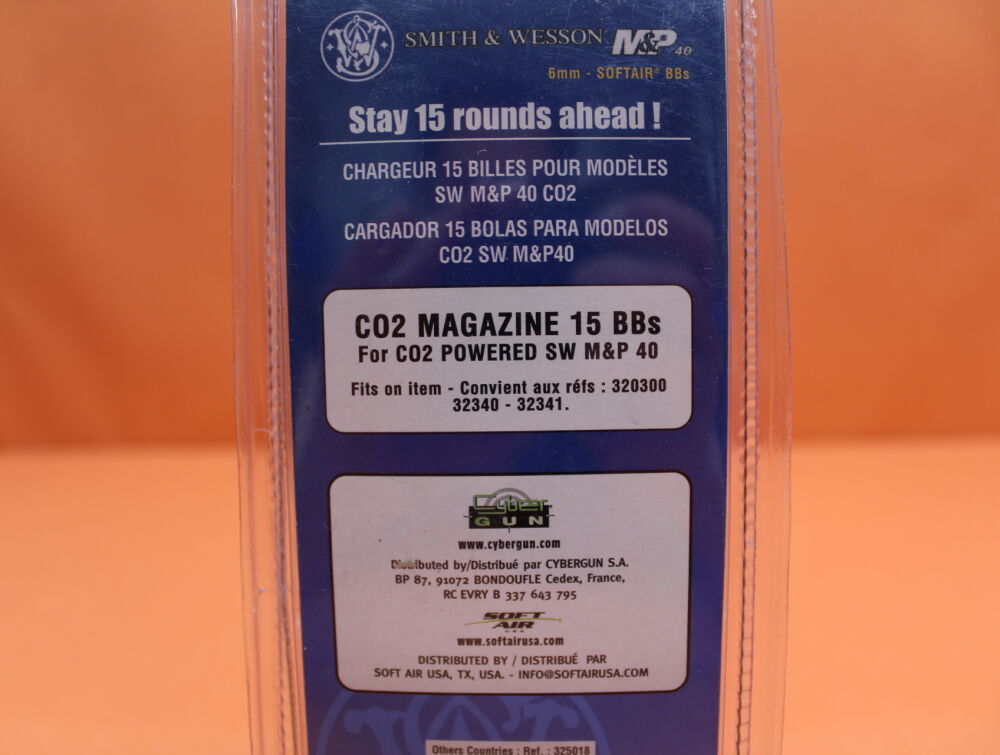 SMITH & WESSON M&P 40
6mm - SOFTAIR® BBs
Stay 15 rounds ahead !
CHARGEUR 15 BILLES POUR MODÈLES
SW M&P 40 CO2
CARGADOR 15 BOLAS PARA MODELOS
CO2 SW M&P40
CO2 MAGAZINE 15 BBs
For CO2 POWERED SW M&P 40
Fits on item - Convient aux réfs : 320300
32340 - 32341.
Cyber
GUN
www.cybergun.com
Distributed by/Distribué par CYBERGUN S.A.
BP 87, 91072 BONDOUFLE Cedex, France,
RC EVRY B 337 643 795
SOFT
AIR
www.softairusa.com
DISTRIBUTED BY / DISTRIBUÉ PAR
SOFT AIR USA, TX, USA. - INFO@SOFTAIRUSA.COM
Others Countries : Ref. : 325018